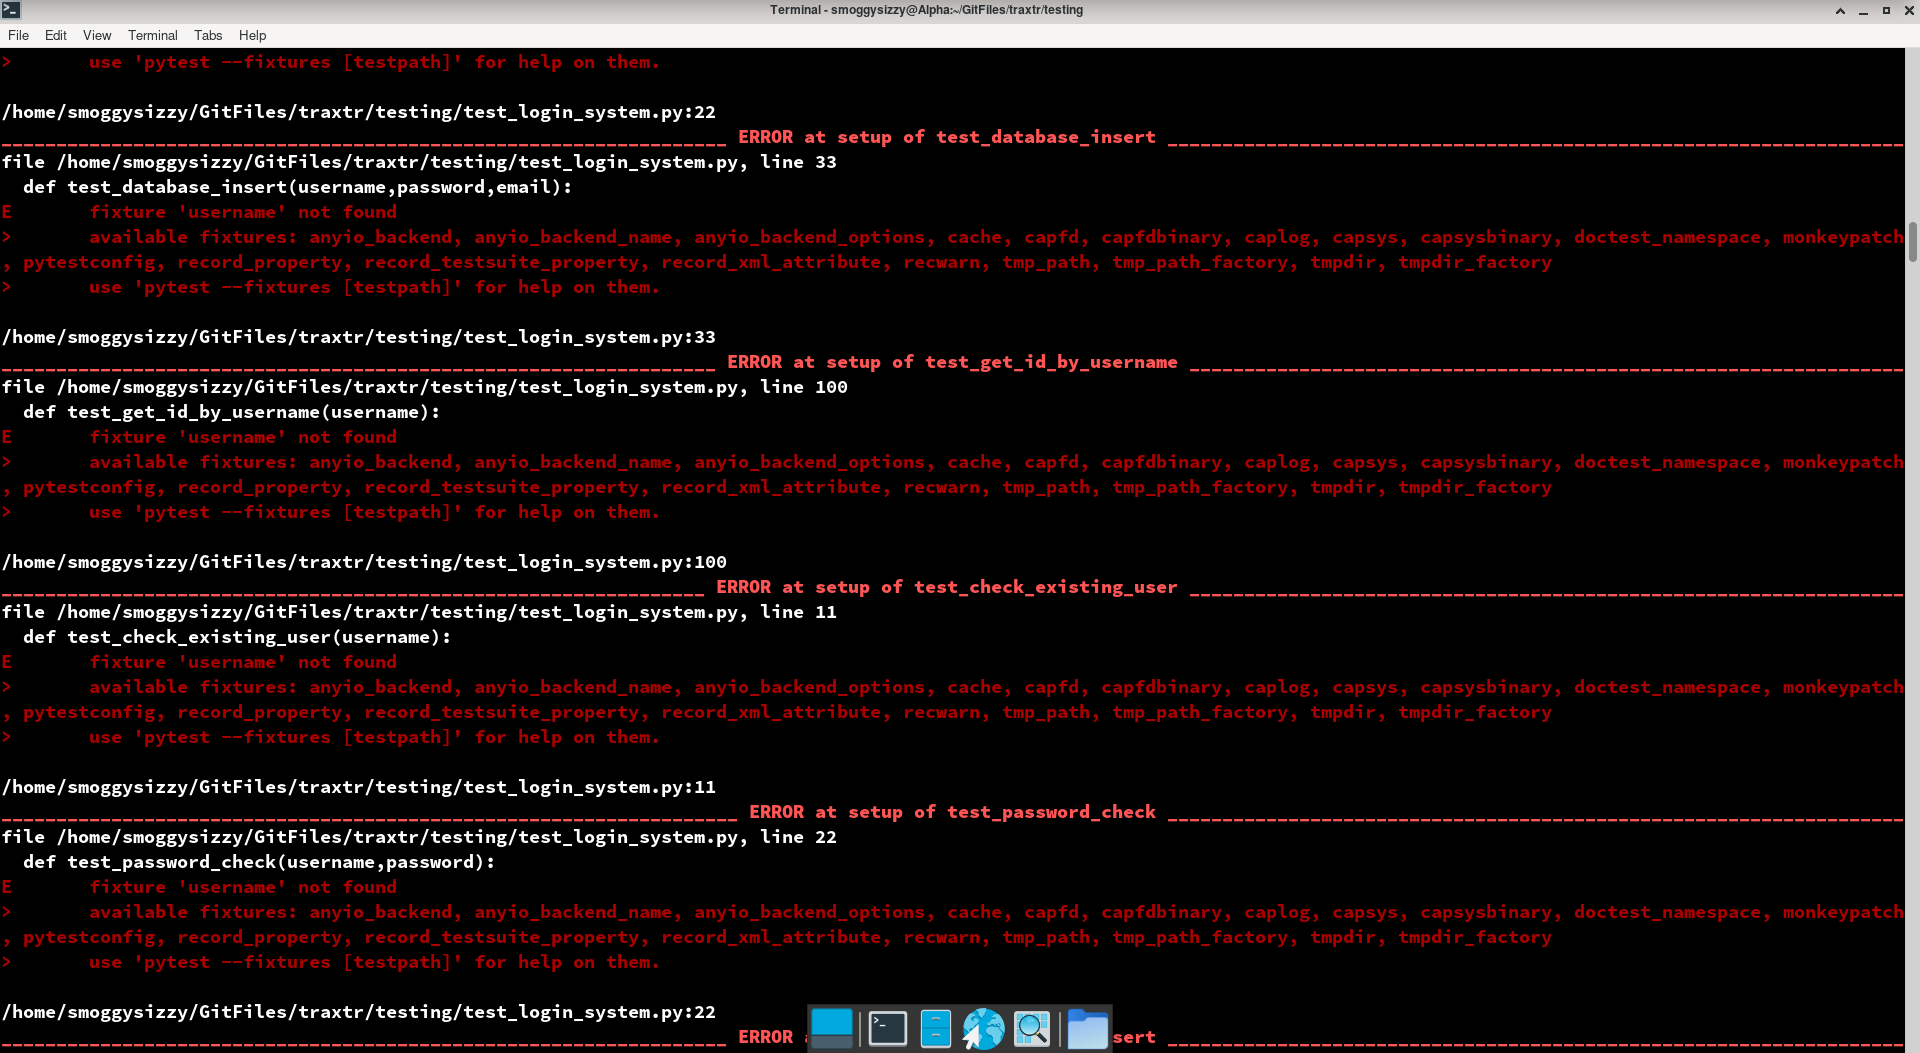 Terminal - smoggysizzy@Alpha:~/GitFiles/traxtr/testing
File Edit View Terminal Tabs Help
>       use 'pytest --fixtures [testpath]' for help on them.
/home/smoggysizzy/GitFiles/traxtr/testing/test_login_system.py:22
ERROR at setup of test_database_insert
file /home/smoggysizzy/GitFiles/traxtr/testing/test_login_system.py, line 33
  def test_database_insert(username,password,email):
E       fixture 'username' not found
>       available fixtures: anyio_backend, anyio_backend_name, anyio_backend_options, cache, capfd, capfdbinary, caplog, capsys, capsysbinary, doctest_namespace, monkeypatch
, pytestconfig, record_property, record_testsuite_property, record_xml_attribute, recwarn, tmp_path, tmp_path_factory, tmpdir, tmpdir_factory
>       use 'pytest --fixtures [testpath]' for help on them.
/home/smoggysizzy/GitFiles/traxtr/testing/test_login_system.py:33
ERROR at setup of test_get_id_by_username
file /home/smoggysizzy/GitFiles/traxtr/testing/test_login_system.py, line 100
  def test_get_id_by_username(username):
E       fixture 'username' not found
>       available fixtures: anyio_backend, anyio_backend_name, anyio_backend_options, cache, capfd, capfdbinary, caplog, capsys, capsysbinary, doctest_namespace, monkeypatch
, pytestconfig, record_property, record_testsuite_property, record_xml_attribute, recwarn, tmp_path, tmp_path_factory, tmpdir, tmpdir_factory
>       use 'pytest --fixtures [testpath]' for help on them.
/home/smoggysizzy/GitFiles/traxtr/testing/test_login_system.py:100
ERROR at setup of test_check_existing_user
file /home/smoggysizzy/GitFiles/traxtr/testing/test_login_system.py, line 11
  def test_check_existing_user(username):
E       fixture 'username' not found
>       available fixtures: anyio_backend, anyio_backend_name, anyio_backend_options, cache, capfd, capfdbinary, caplog, capsys, capsysbinary, doctest_namespace, monkeypatch
, pytestconfig, record_property, record_testsuite_property, record_xml_attribute, recwarn, tmp_path, tmp_path_factory, tmpdir, tmpdir_factory
>       use 'pytest --fixtures [testpath]' for help on them.
/home/smoggysizzy/GitFiles/traxtr/testing/test_login_system.py:11
ERROR at setup of test_password_check
file /home/smoggysizzy/GitFiles/traxtr/testing/test_login_system.py, line 22
  def test_password_check(username,password):
E       fixture 'username' not found
>       available fixtures: anyio_backend, anyio_backend_name, anyio_backend_options, cache, capfd, capfdbinary, caplog, capsys, capsysbinary, doctest_namespace, monkeypatch
, pytestconfig, record_property, record_testsuite_property, record_xml_attribute, recwarn, tmp_path, tmp_path_factory, tmpdir, tmpdir_factory
>       use 'pytest --fixtures [testpath]' for help on them.
/home/smoggysizzy/GitFiles/traxtr/testing/test_login_system.py:22
ERROR sert